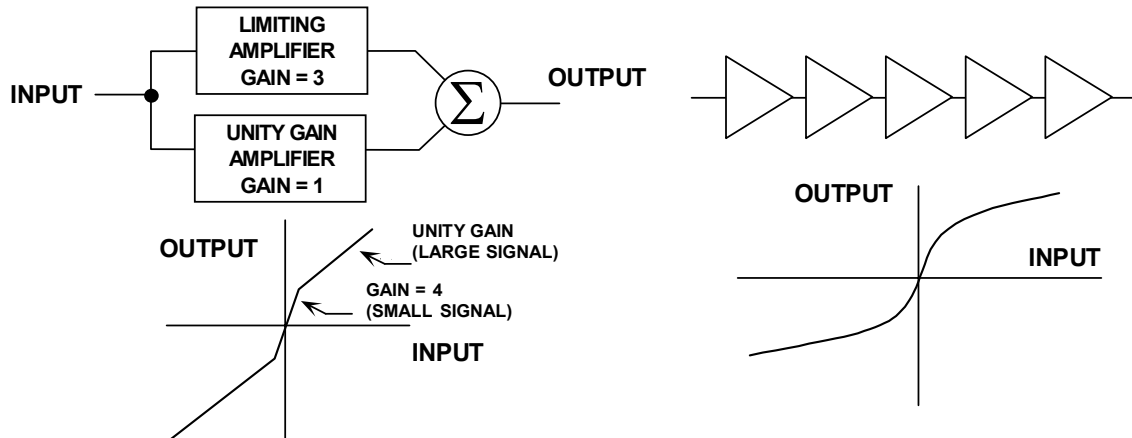 LIMITING
AMPLIFIER
GAIN = 3
INPUT
OUTPUT
Σ
UNITY GAIN
AMPLIFIER
GAIN = 1
OUTPUT
UNITY GAIN
(LARGE SIGNAL)
GAIN = 4
(SMALL SIGNAL)
INPUT
OUTPUT
INPUT